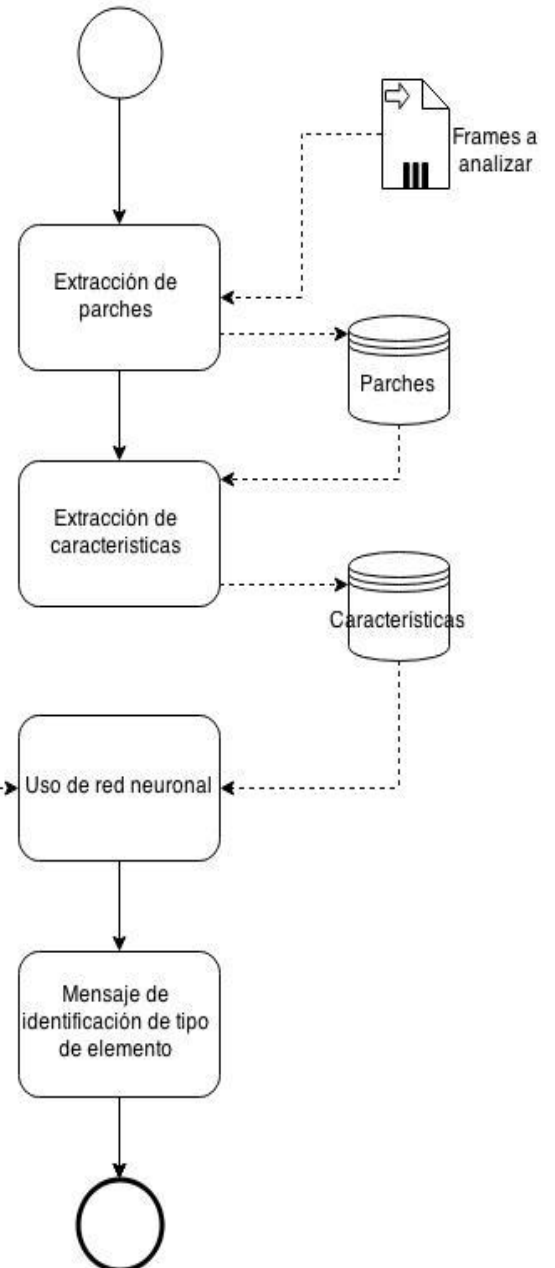 Frames a
analizar
Extracción de
parches
Parches
Extracción de
caracteristicas
Características
Uso de red neuronal
Mensaje de
identificación de tipo
de elemento